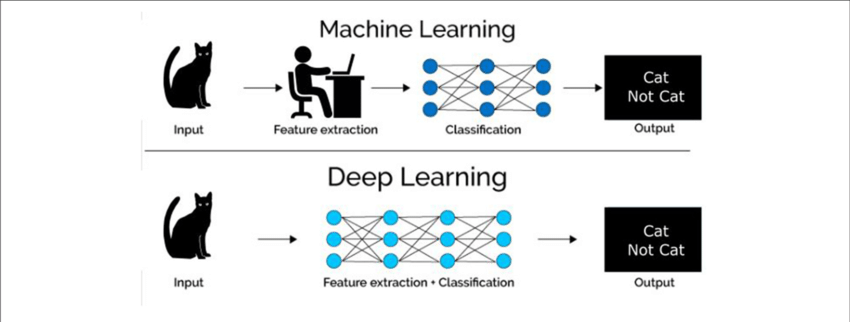 Machine Learning
Cat
Not Cat
Input
Feature extraction
Classification
Output
Deep Learning
Cat
Not Cat
Input
Feature extraction + Classification
Output